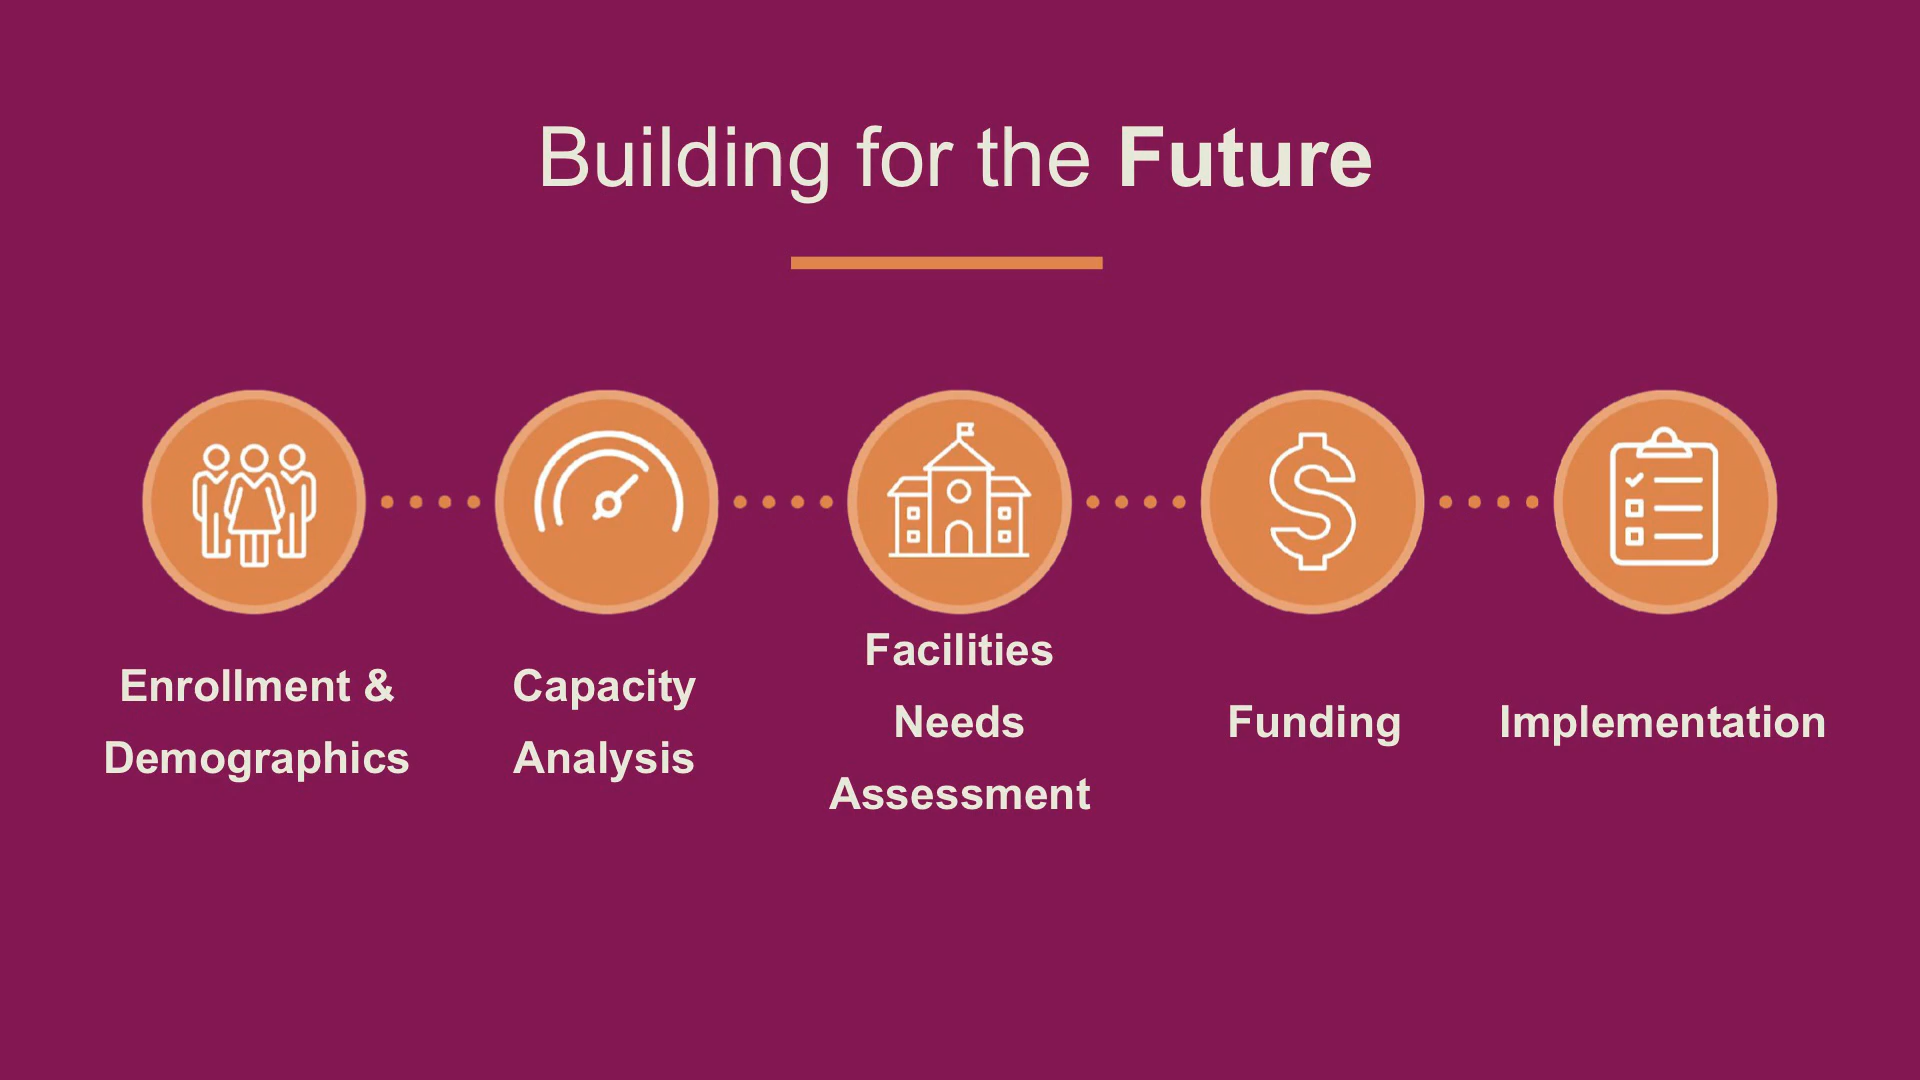 Building for the Future
Enrollment &
Demographics
Capacity
Analysis
Facilities
Needs
Assessment
Funding
Implementation